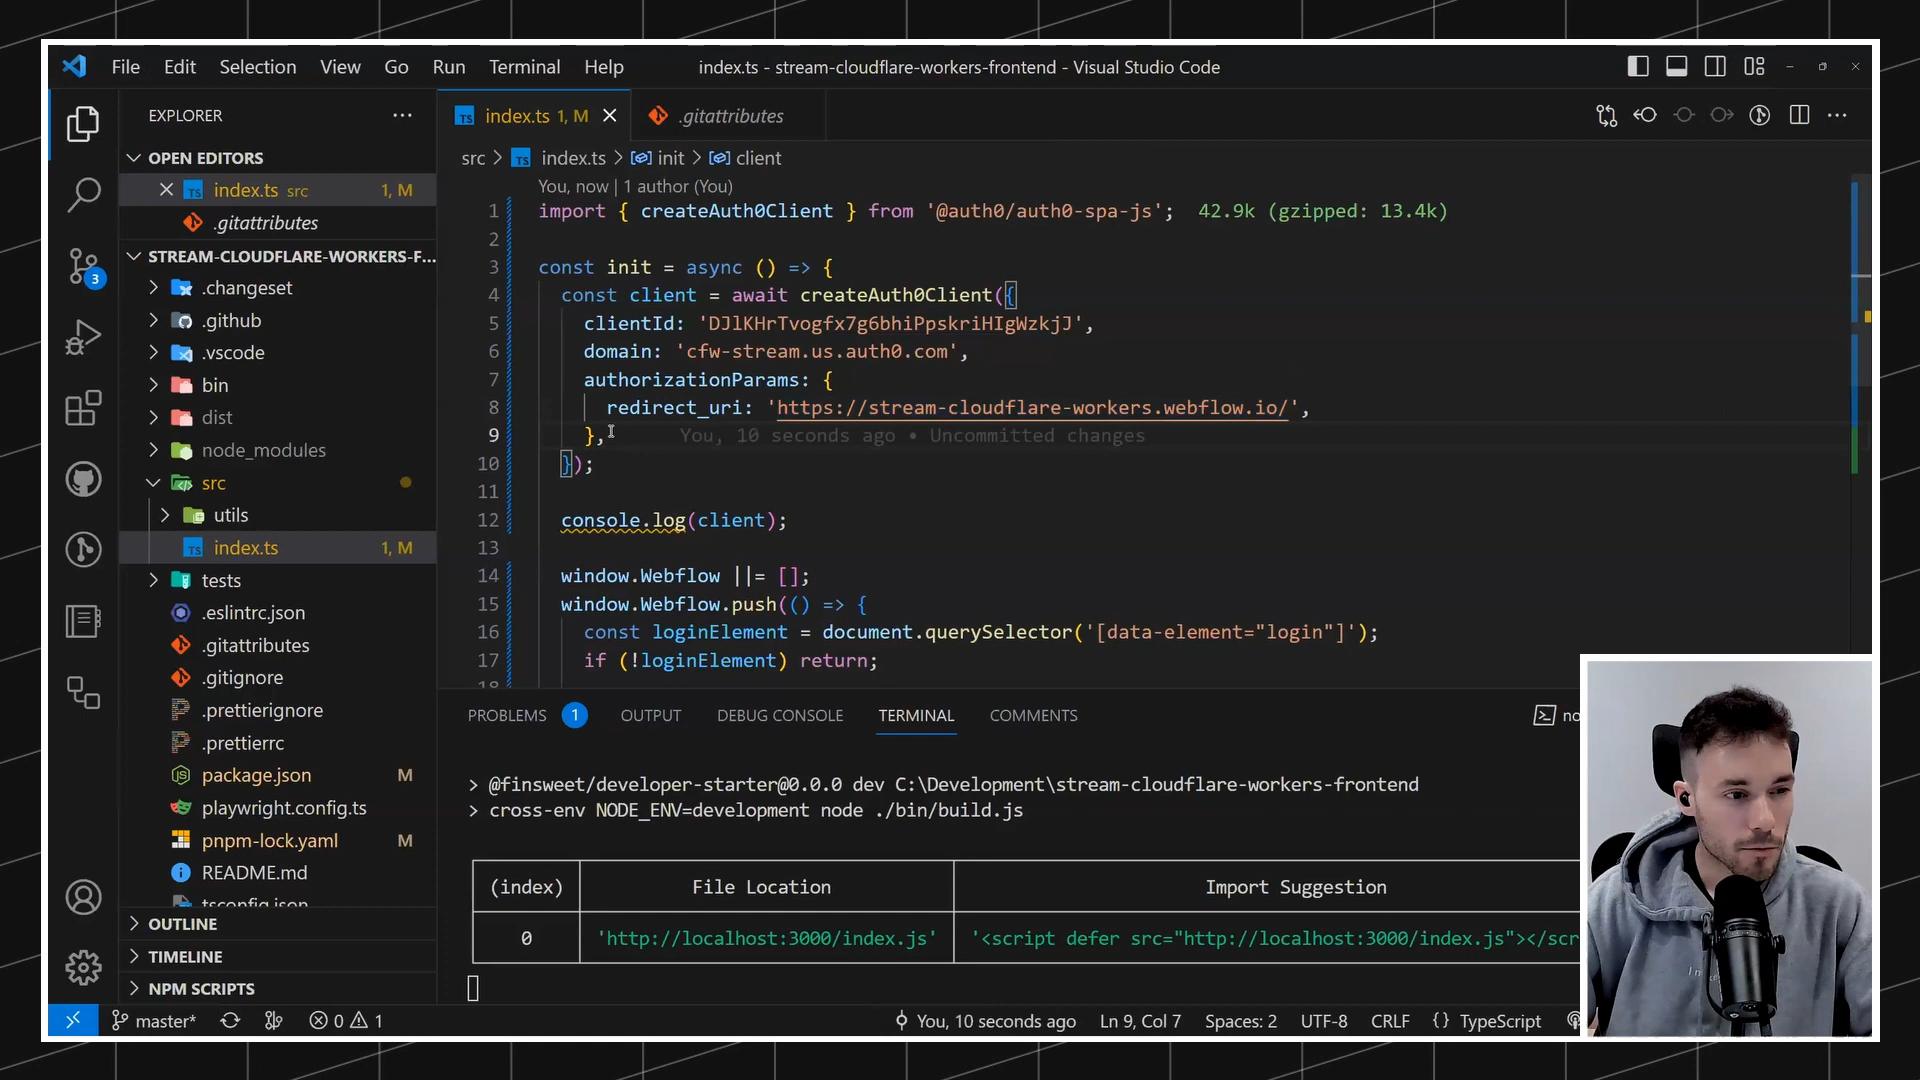 File Edit Selection View Go Run Terminal Help index.ts - stream-cloudflare-workers-frontend - Visual Studio Code
EXPLORER
OPEN EDITORS
index.ts src 1, M
.gitattributes
STREAM-CLOUDFLARE-WORKERS-F...
.changeset
.github
.vscode
bin
dist
node_modules
src
utils
index.ts 1, M
tests
.eslintrc.json
.gitattributes
.gitignore
.prettierignore
.prettierrc
package.json M
playwright.config.ts
pnpm-lock.yaml M
README.md
tsconfig.json
OUTLINE
TIMELINE
NPM SCRIPTS
3
index.ts 1, M .gitattributes
src > index.ts > init > client
You, now | 1 author (You)
1 import { createAuth0Client } from '@auth0/auth0-spa-js'; 42.9k (gzipped: 13.4k)
2
3 const init = async () => {
4 const client = await createAuth0Client({
5 clientId: 'DJlKHrTvogfx7g6bhiPpskriHIgWzkjJ',
6 domain: 'cfw-stream.us.auth0.com',
7 authorizationParams: {
8 redirect_uri: 'https://stream-cloudflare-workers.webflow.io/',
9 }, You, 10 seconds ago • Uncommitted changes
10 });
11
12 console.log(client);
13
14 window.Webflow ||= [];
15 window.Webflow.push(() => {
16 const loginElement = document.querySelector('[data-element="login"]');
17 if (!loginElement) return;
18
PROBLEMS 1 OUTPUT DEBUG CONSOLE TERMINAL COMMENTS no
> @finsweet/developer-starter@0.0.0 dev C:\Development\stream-cloudflare-workers-frontend
> cross-env NODE_ENV=development node ./bin/build.js
(index) File Location Import Suggestion
0 'http://localhost:3000/index.js' '<script defer src="http://localhost:3000/index.js"></scr
master* 0 1 You, 10 seconds ago Ln 9, Col 7 Spaces: 2 UTF-8 CRLF {} TypeScript